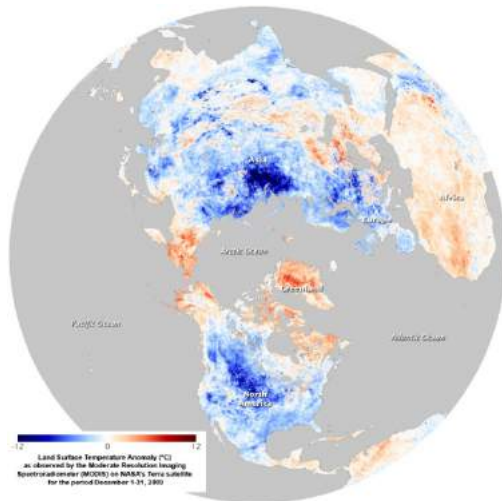 Asia
Europe
Africa
Arctic Ocean
Greenland
Pacific Ocean
Atlantic Ocean
North
America
-12 0 12
Land Surface Temperature Anomaly (°C)
as observed by the Moderate Resolution Imaging
Spectroradiometer (MODIS) on NASA's Terra satellite
for the period December 1-31, 2009